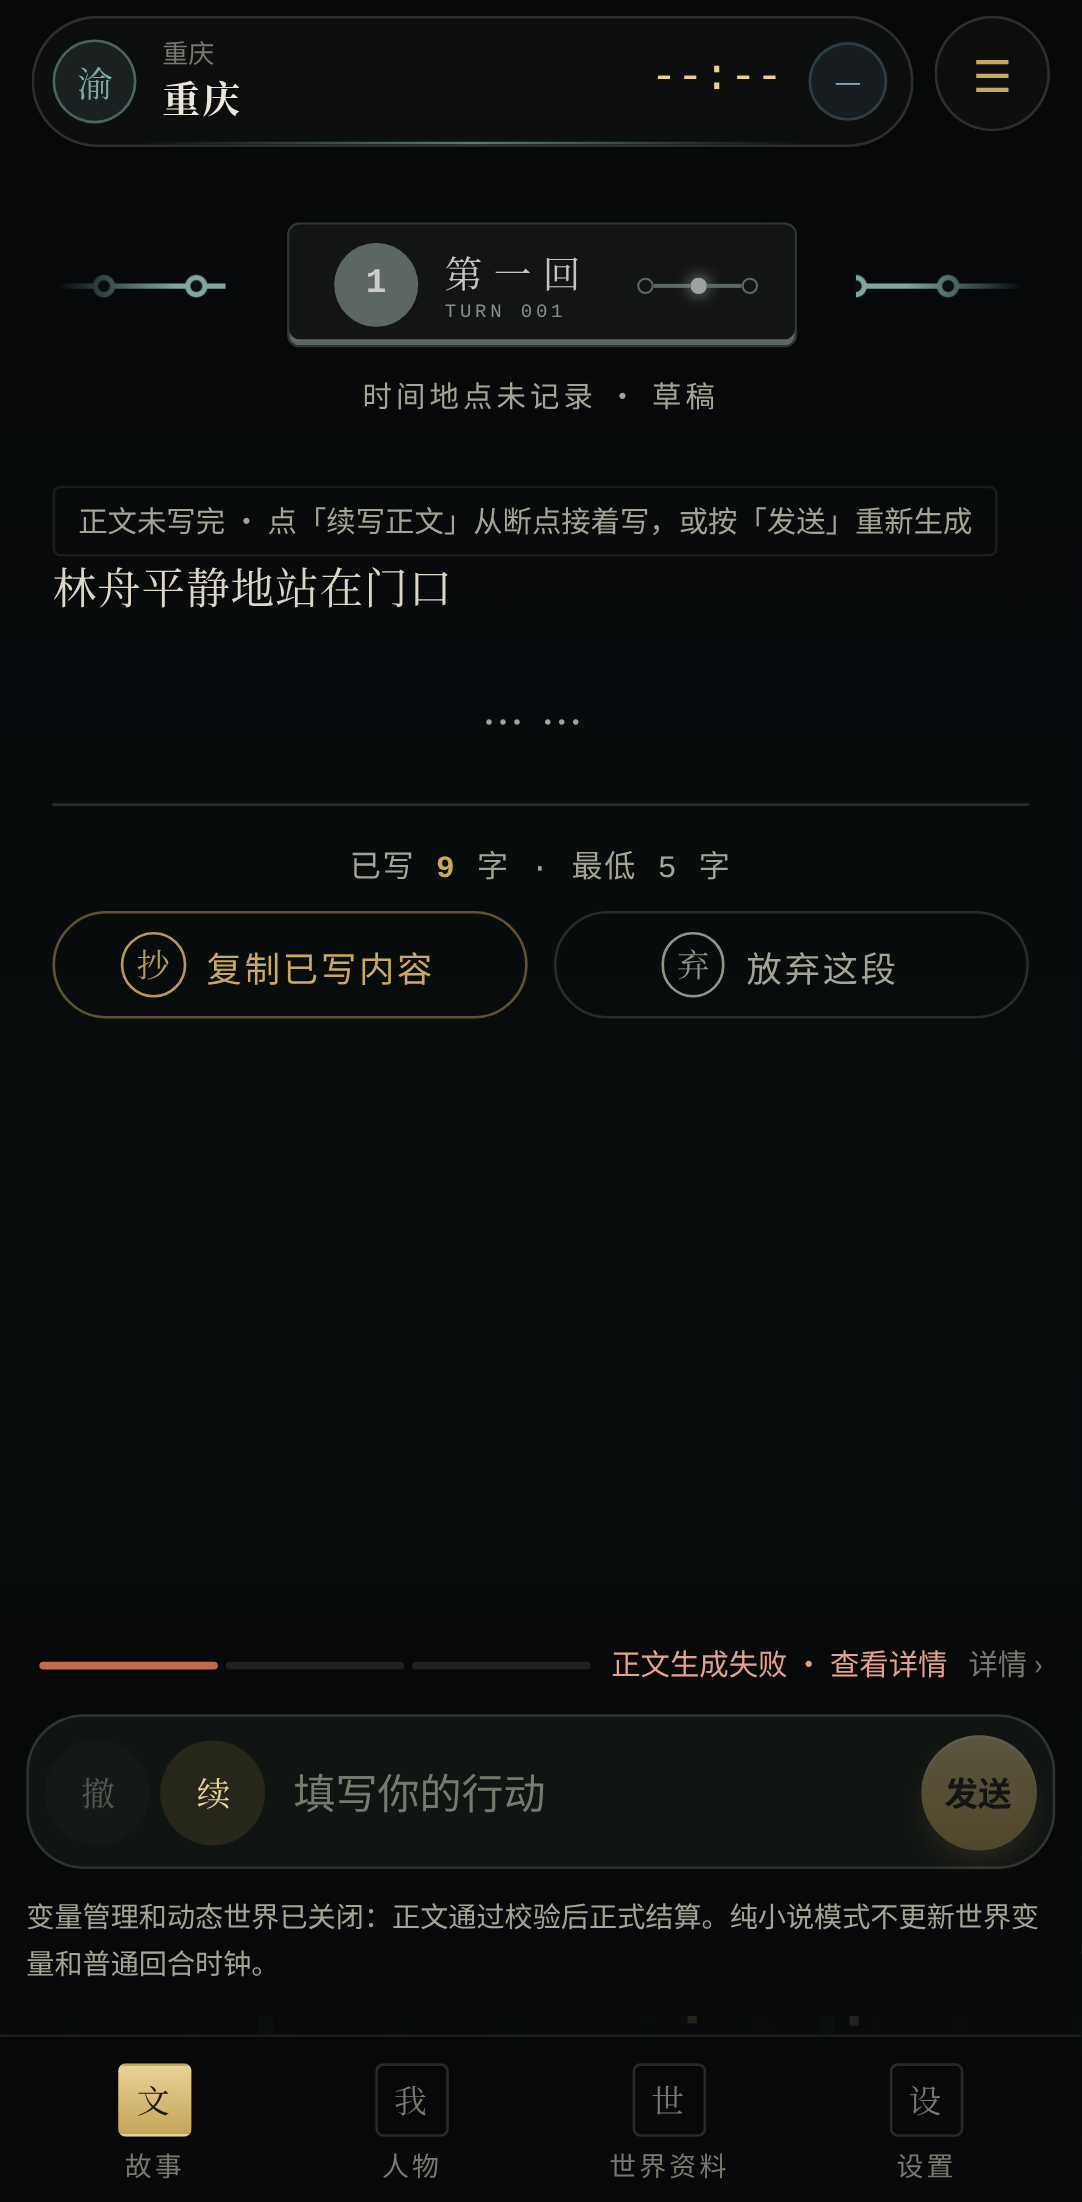 渝
重庆
重庆
--:--
—
☰
1
第一回
TURN 001
时间地点未记录 · 草稿
正文未写完 · 点「续写正文」从断点接着写，或按「发送」重新生成
林舟平静地站在门口
… …
已写 9 字 · 最低 5 字
抄 复制已写内容
弃 放弃这段
正文生成失败 · 查看详情 详情 ›
撤 续 填写你的行动 发送
变量管理和动态世界已关闭：正文通过校验后正式结算。纯小说模式不更新世界变
量和普通回合时钟。
文 我 世 设
故事 人物 世界资料 设置